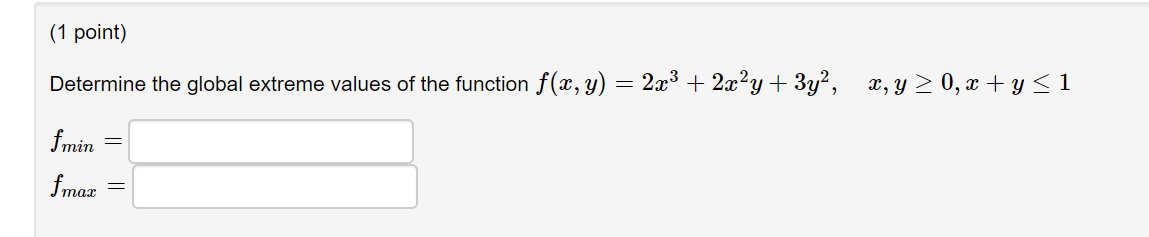 (1 point)
Determine the global extreme values of the function f(x, y) = 2x³ + 2x²y + 3y², x, y ≥ 0, x + y ≤ 1
f_min =
f_max =